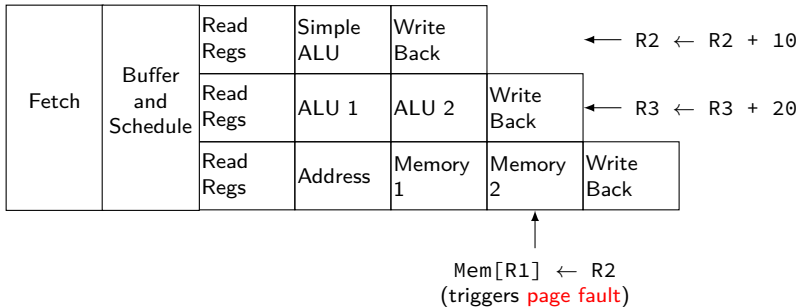 Read Regs
Simple ALU
Write Back
← R2 ← R2 + 10
Fetch
Buffer and Schedule
Read Regs
ALU 1
ALU 2
Write Back
← R3 ← R3 + 20
Read Regs
Address
Memory 1
Memory 2
Write Back
Mem[R1] ← R2
(triggers page fault)